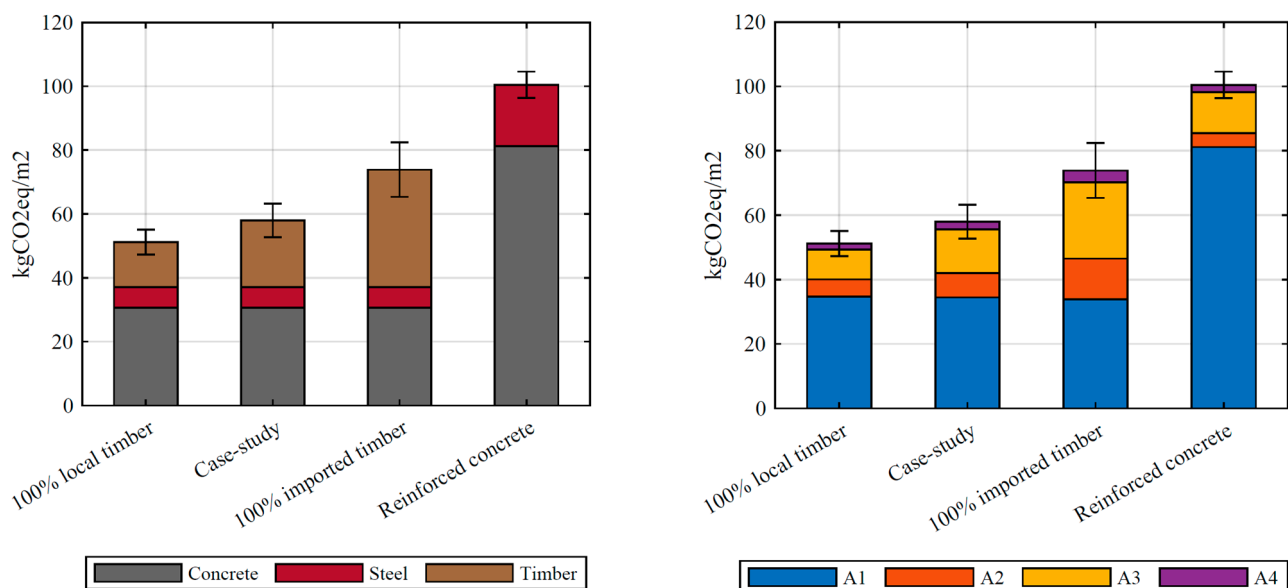 120
100
80
60
40
20
0
kgCO2eq/m2
100% local timber
Case-study
100% imported timber
Reinforced concrete
Concrete Steel Timber
120
100
80
60
40
20
0
kgCO2eq/m2
100% local timber
Case-study
100% imported timber
Reinforced concrete
A1 A2 A3 A4